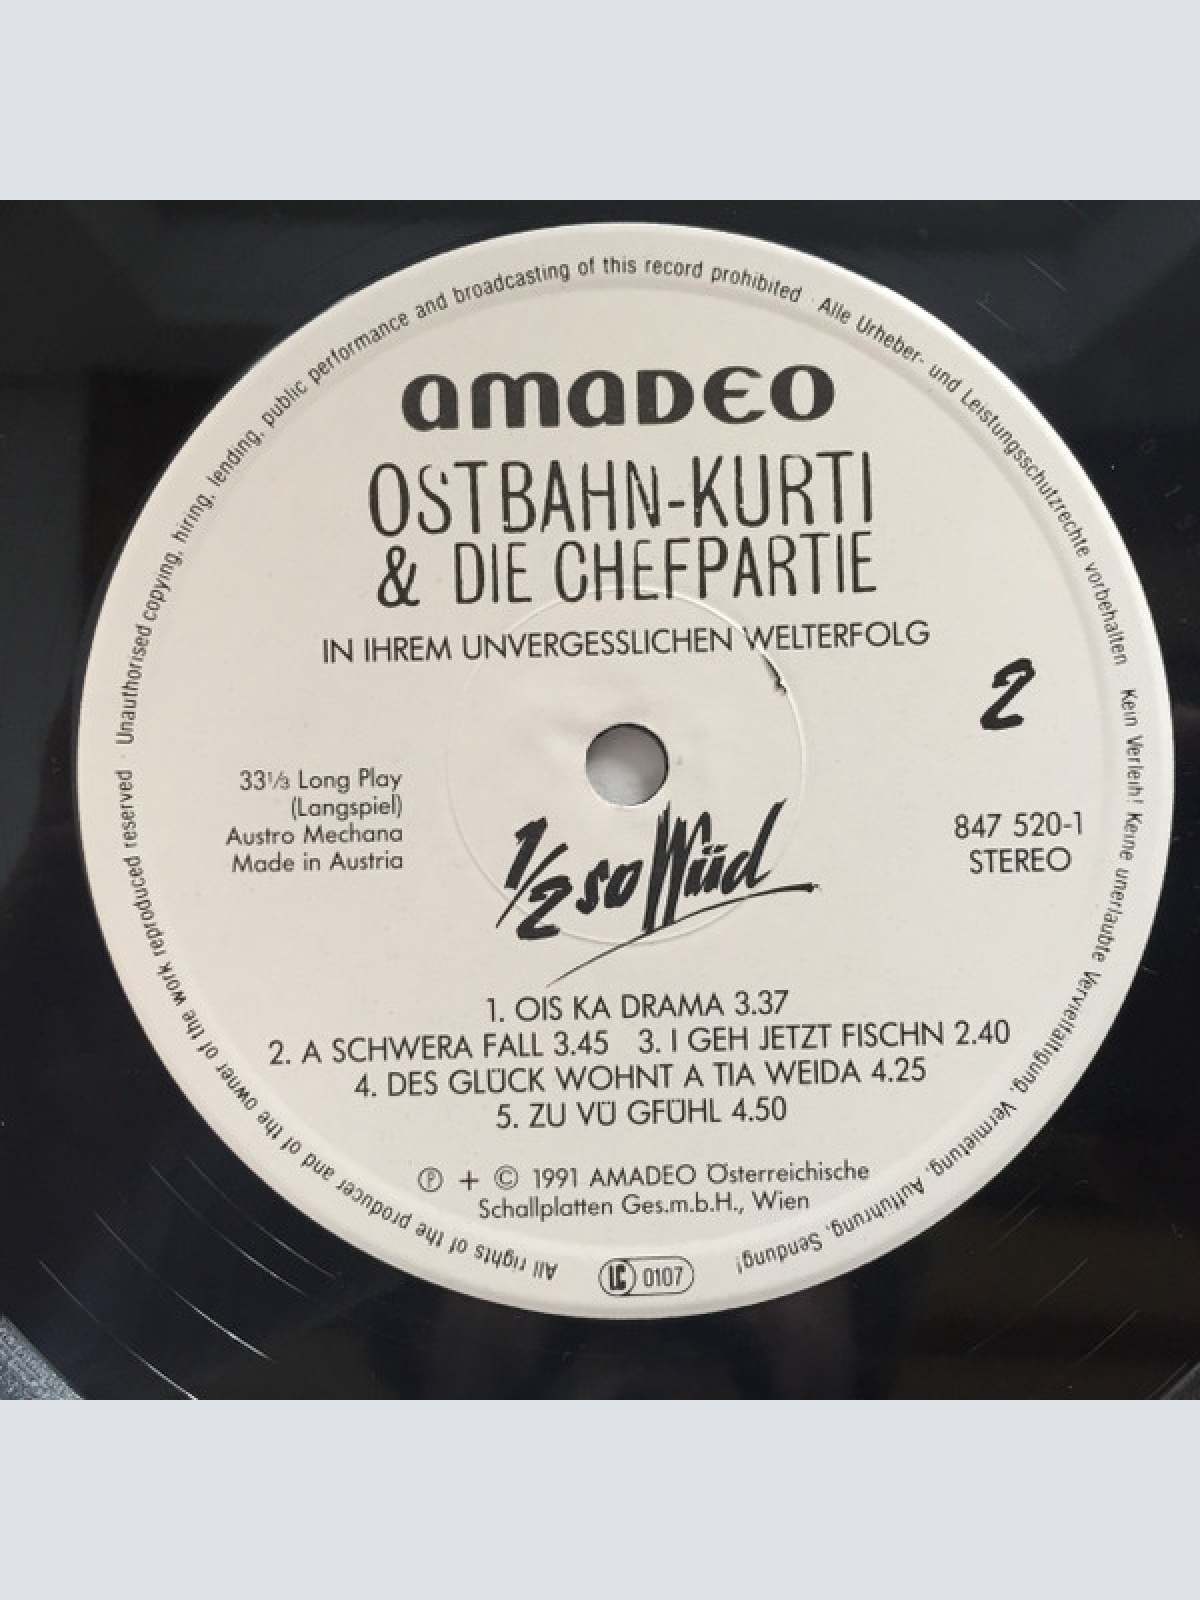 All rights of the producer and of the owner of the work reproduced reserved · Unauthorised copying, hiring, lending, public performance and broadcasting of this record prohibited · Alle Urheber- und Leistungsschutzrechte vorbehalten Kein Verleih! Keine unerlaubte Vervielfältigung, Vermietung, Aufführung, Sendung!
amaDEO
OSTBAHN-KURTI
& DIE CHEFPARTIE
IN IHREM UNVERGESSLICHEN WELTERFOLG
2
33 1/3 Long Play
(Langspiel)
Austro Mechana
Made in Austria
847 520-1
STEREO
1/2 so Wüd
1. OIS KA DRAMA 3.37
2. A SCHWERA FALL 3.45 3. I GEH JETZT FISCHN 2.40
4. DES GLÜCK WOHNT A TIA WEIDA 4.25
5. ZU VÜ GFÜHL 4.50
℗ + © 1991 AMADEO Österreichische
Schallplatten Ges.m.b.H., Wien
LC 0107